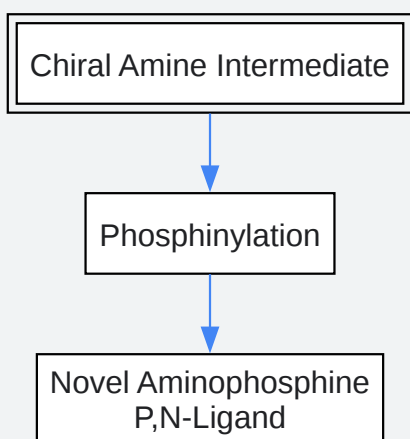 Chiral Amine Intermediate
Phosphinylation
Novel Aminophosphine
P,N-Ligand